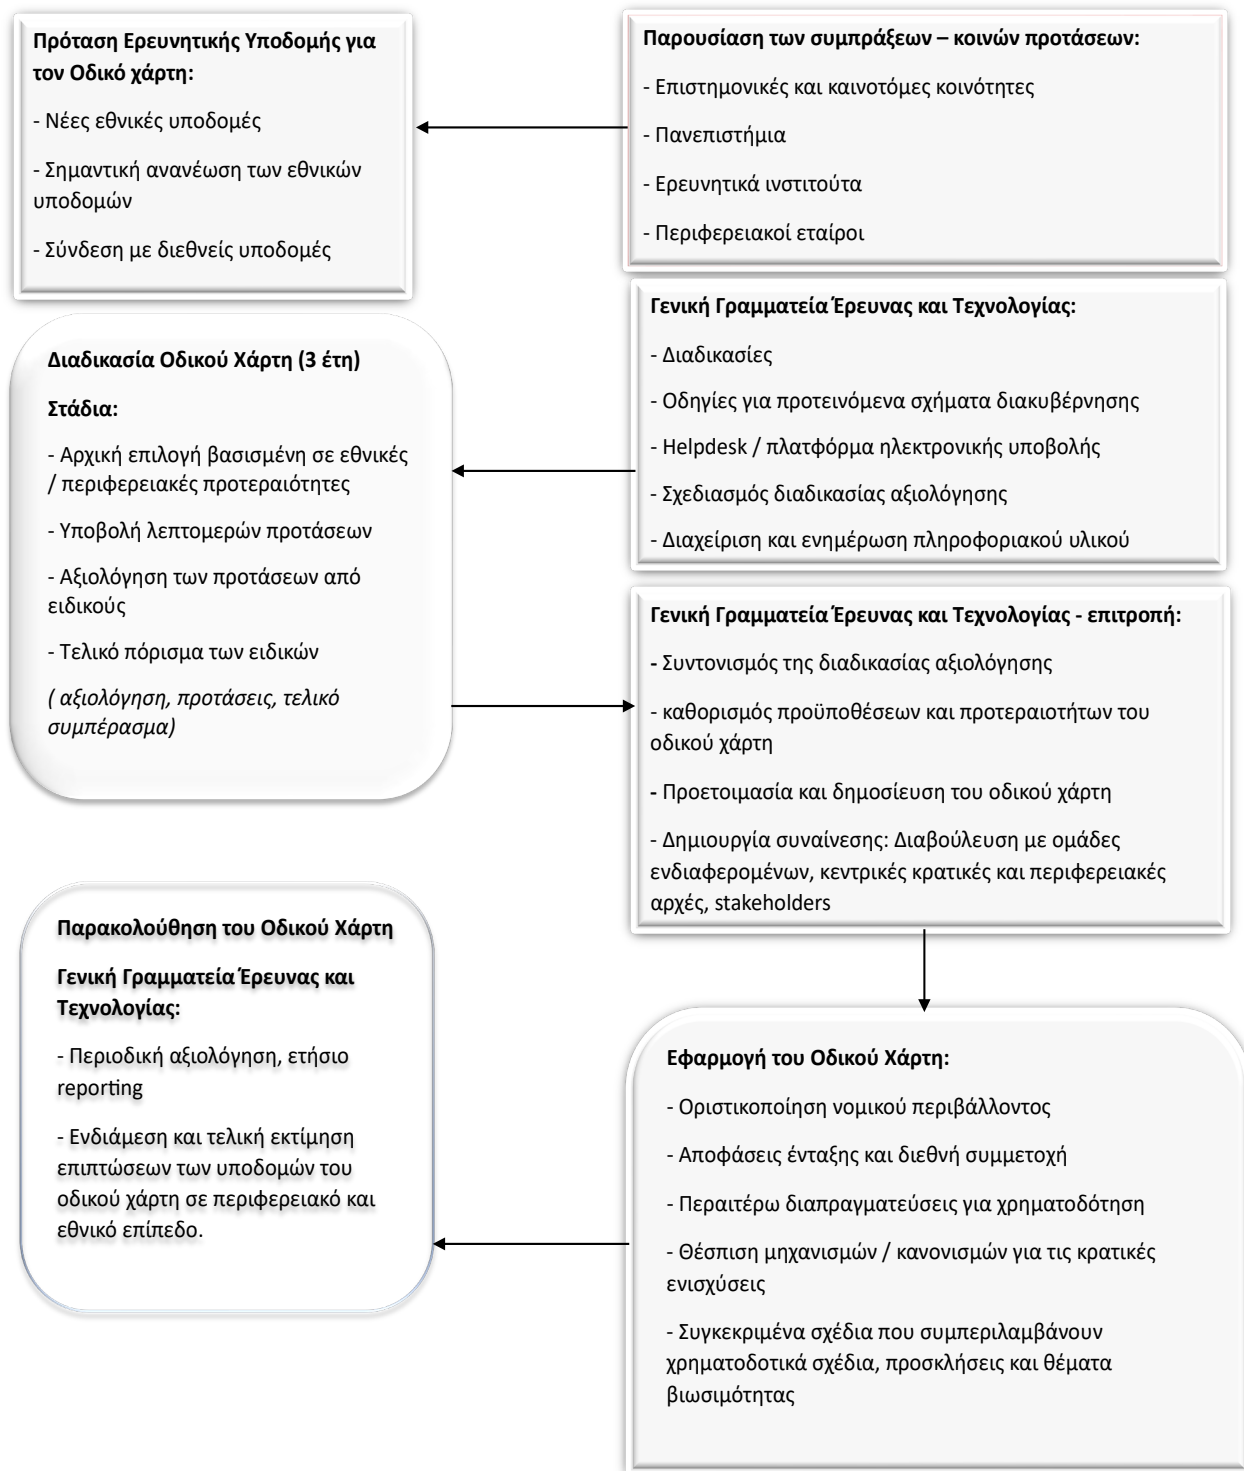 Πρόταση Ερευνητικής Υποδομής για
τον Οδικό χάρτη:
- Νέες εθνικές υποδομές
- Σημαντική ανανέωση των εθνικών
υποδομών
- Σύνδεση με διεθνείς υποδομές
Παρουσίαση των συμπράξεων – κοινών προτάσεων:
- Επιστημονικές και καινοτόμες κοινότητες
- Πανεπιστήμια
- Ερευνητικά ινστιτούτα
- Περιφερειακοί εταίροι
Γενική Γραμματεία Έρευνας και Τεχνολογίας:
- Διαδικασίες
- Οδηγίες για προτεινόμενα σχήματα διακυβέρνησης
- Helpdesk / πλατφόρμα ηλεκτρονικής υποβολής
- Σχεδιασμός διαδικασίας αξιολόγησης
- Διαχείριση και ενημέρωση πληροφοριακού υλικού
Διαδικασία Οδικού Χάρτη (3 έτη)
Στάδια:
- Αρχική επιλογή βασισμένη σε εθνικές
/ περιφερειακές προτεραιότητες
- Υποβολή λεπτομερών προτάσεων
- Αξιολόγηση των προτάσεων από
ειδικούς
- Τελικό πόρισμα των ειδικών
( αξιολόγηση, προτάσεις, τελικό
συμπέρασμα)
Γενική Γραμματεία Έρευνας και Τεχνολογίας - επιτροπή:
- Συντονισμός της διαδικασίας αξιολόγησης
- καθορισμός προϋποθέσεων και προτεραιοτήτων του
οδικού χάρτη
- Προετοιμασία και δημοσίευση του οδικού χάρτη
- Δημιουργία συναίνεσης: Διαβούλευση με ομάδες
ενδιαφερομένων, κεντρικές κρατικές και περιφερειακές
αρχές, stakeholders
Παρακολούθηση του Οδικού Χάρτη
Γενική Γραμματεία Έρευνας και
Τεχνολογίας:
- Περιοδική αξιολόγηση, ετήσιο
reporting
- Ενδιάμεση και τελική εκτίμηση
επιπτώσεων των υποδομών του
οδικού χάρτη σε περιφερειακό και
εθνικό επίπεδο.
Εφαρμογή του Οδικού Χάρτη:
- Οριστικοποίηση νομικού περιβάλλοντος
- Αποφάσεις ένταξης και διεθνή συμμετοχή
- Περαιτέρω διαπραγματεύσεις για χρηματοδότηση
- Θέσπιση μηχανισμών / κανονισμών για τις κρατικές
ενισχύσεις
- Συγκεκριμένα σχέδια που συμπεριλαμβάνουν
χρηματοδοτικά σχέδια, προσκλήσεις και θέματα
βιωσιμότητας